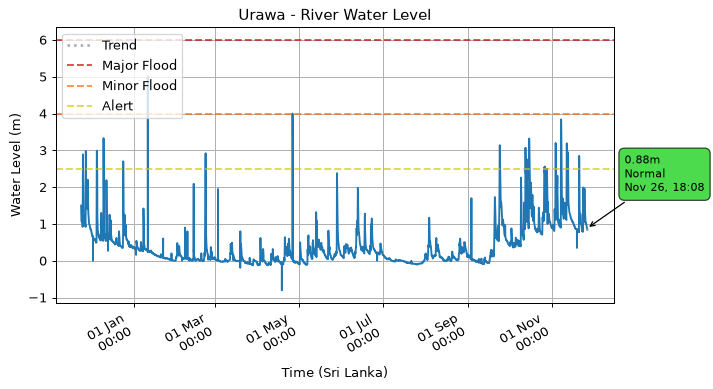 Urawa - River Water Level
Water Level (m)
6
5
4
3
2
1
0
−1
Trend
Major Flood
Minor Flood
Alert
0.88m
Normal
Nov 26, 18:08
01 Jan
00:00
01 Mar
00:00
01 May
00:00
01 Jul
00:00
01 Sep
00:00
01 Nov
00:00
Time (Sri Lanka)